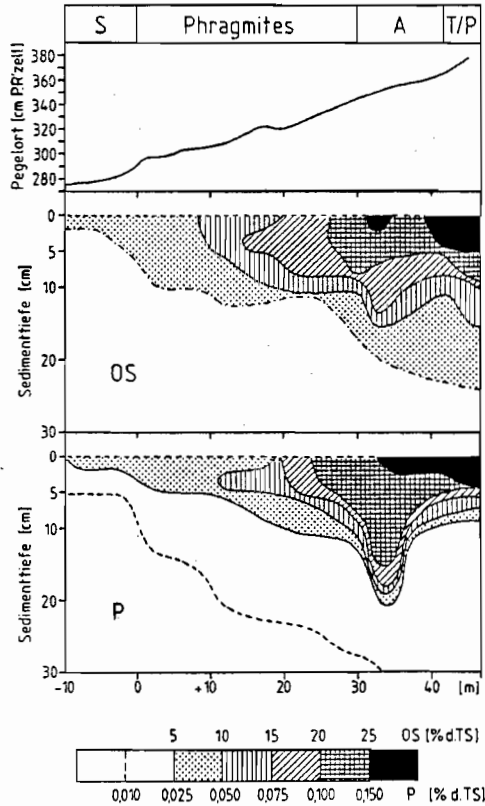 S Phragmites A T/P
Pegelort [cm P.R'zell]
380
360
340
320
300
280
Sedimenttiefe [cm]
0
5
10
20
30
OS
Sedimenttiefe [cm]
0
5
10
20
30
P
-10 0 +10 20 30 40 [m]
5 10 15 20 25 OS [% d.TS]
0,010 0,025 0,050 0,075 0,100 0,150 P [% d.TS]